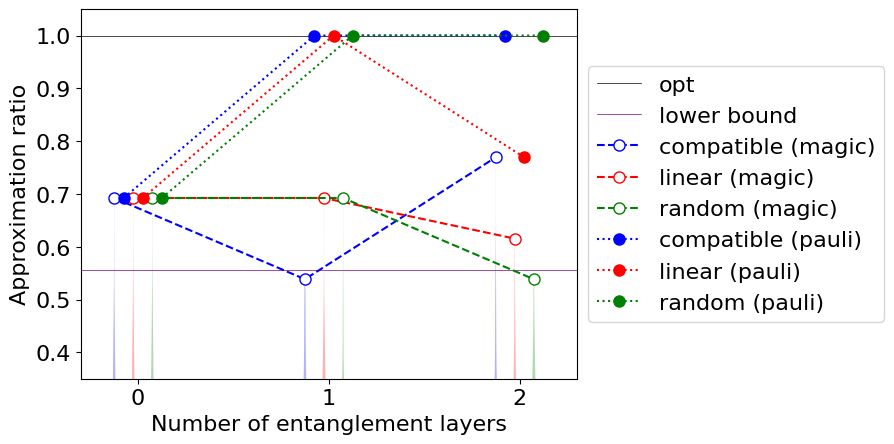 1.0
0.9
0.8
0.7
0.6
0.5
0.4
Approximation ratio
0 1 2
Number of entanglement layers
opt
lower bound
compatible (magic)
linear (magic)
random (magic)
compatible (pauli)
linear (pauli)
random (pauli)